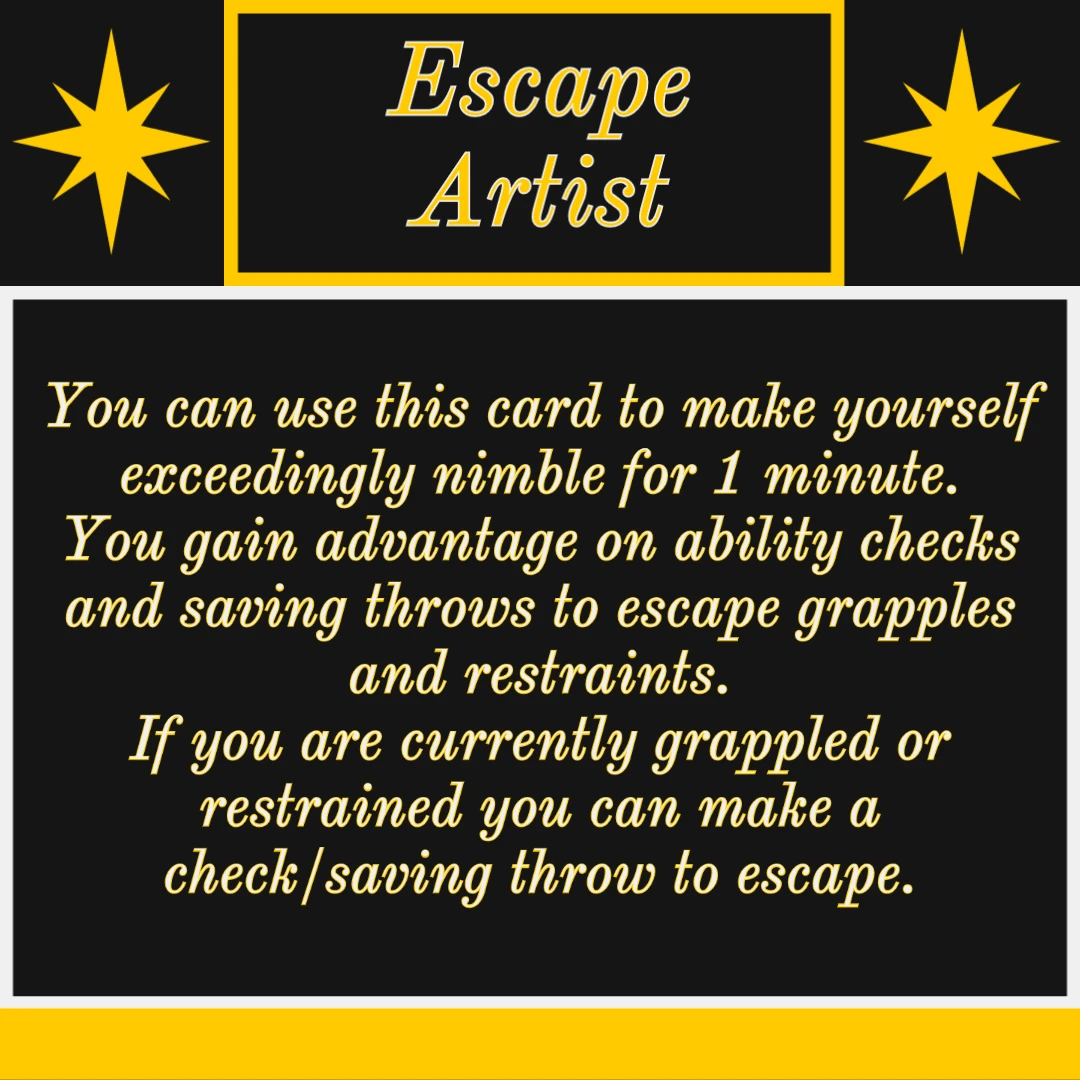 Escape
Artist
You can use this card to make yourself
exceedingly nimble for 1 minute.
You gain advantage on ability checks
and saving throws to escape grapples
and restraints.
If you are currently grappled or
restrained you can make a
check/saving throw to escape.